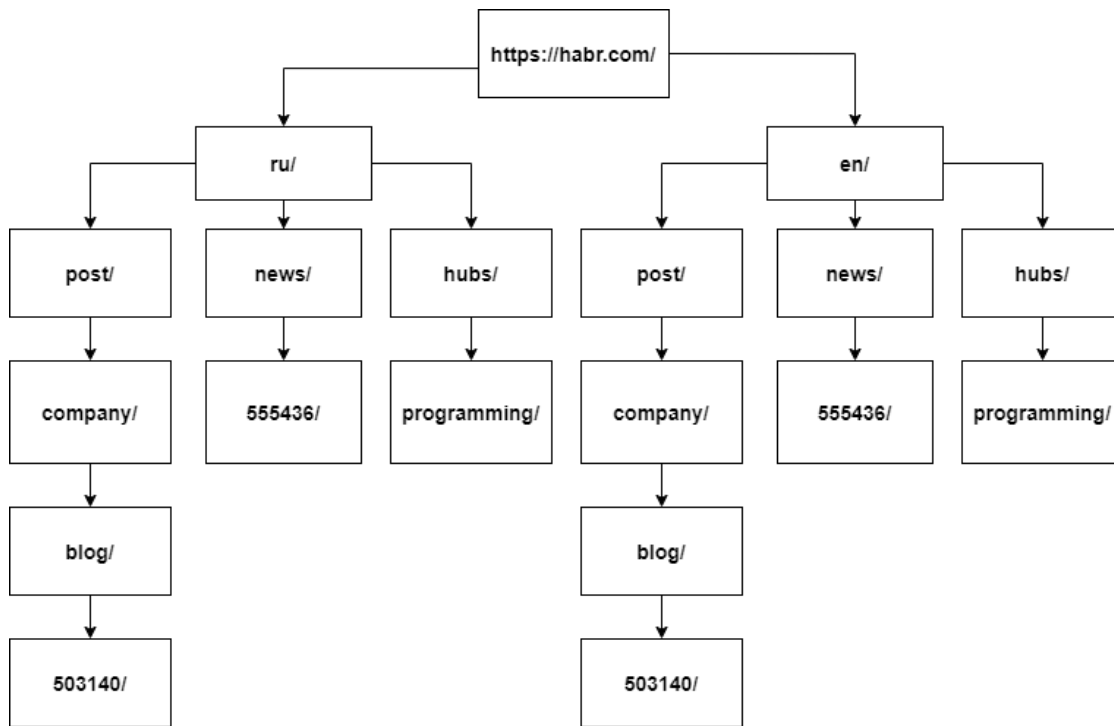 https://habr.com/
ru/
en/
post/
news/
hubs/
post/
news/
hubs/
company/
555436/
programming/
company/
555436/
programming/
blog/
blog/
503140/
503140/